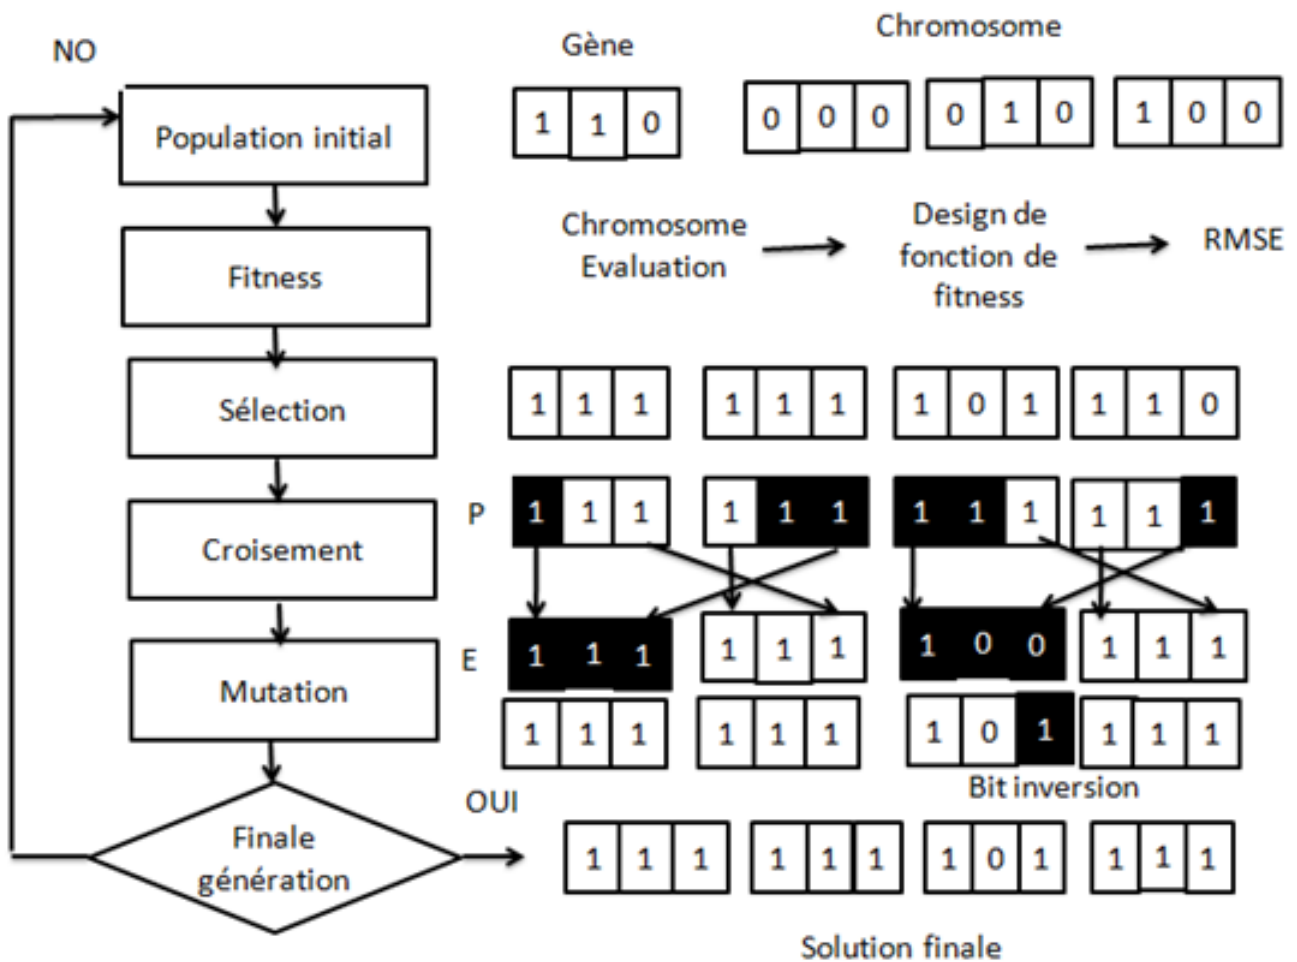 NO
Gène
Chromosome
Population initial
1 1 0
0 0 0 0 1 0 1 0 0
Fitness
Chromosome
Evaluation
Design de
fonction de
fitness
RMSE
Sélection
1 1 1 1 1 1 1 0 1 1 1 0
Croisement
P 1 1 1 1 1 1 1 1 1 1 1 1
Mutation
E 1 1 1 1 1 1 1 0 0 1 1 1
1 1 1 1 1 1 1 0 1 1 1 1
Bit inversion
Finale
génération
OUI
1 1 1 1 1 1 1 0 1 1 1 1
Solution finale